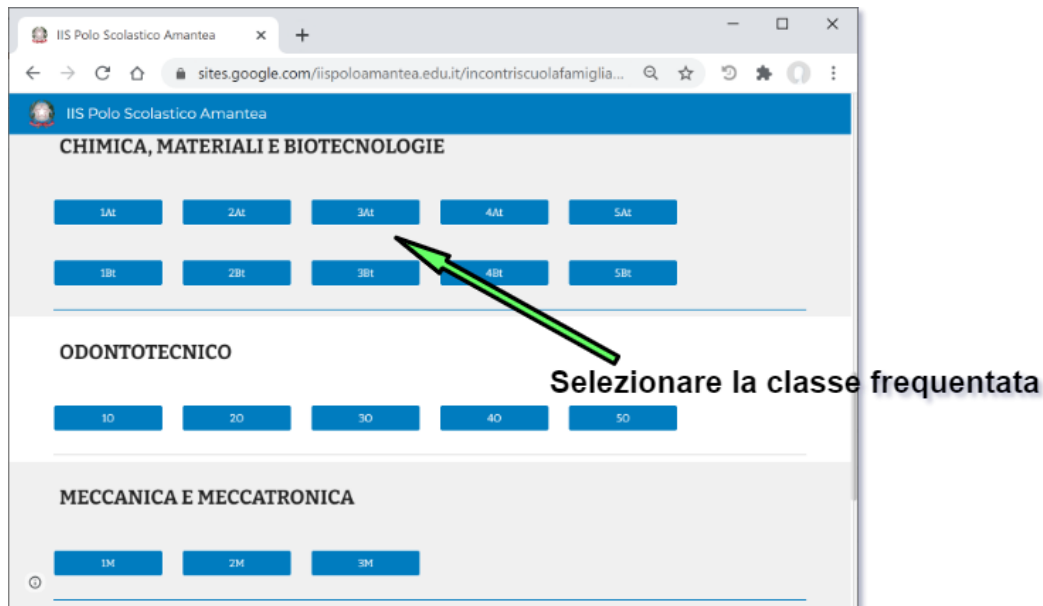 IIS Polo Scolastico Amantea
sites.google.com/iispoloamantea.edu.it/incontriscuolafamiglia...
IIS Polo Scolastico Amantea
CHIMICA, MATERIALI E BIOTECNOLOGIE
1At 2At 3At 4At 5At
1Bt 2Bt 3Bt 4Bt 5Bt
ODONTOTECNICO
Selezionare la classe frequentata
1O 2O 3O 4O 5O
MECCANICA E MECCATRONICA
1M 2M 3M